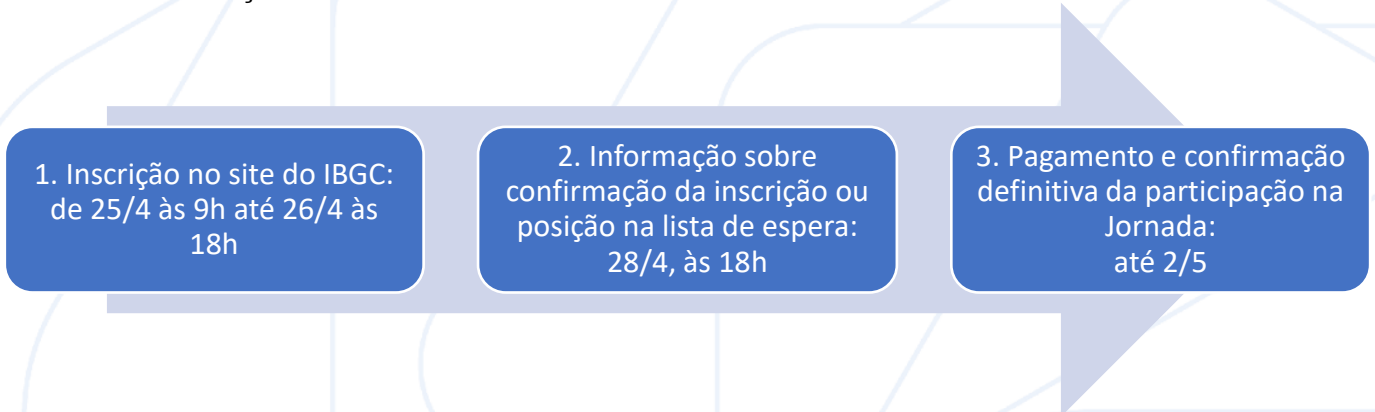 1. Inscrição no site do IBGC:
de 25/4 às 9h até 26/4 às
18h
2. Informação sobre
confirmação da inscrição ou
posição na lista de espera:
28/4, às 18h
3. Pagamento e confirmação
definitiva da participação na
Jornada:
até 2/5